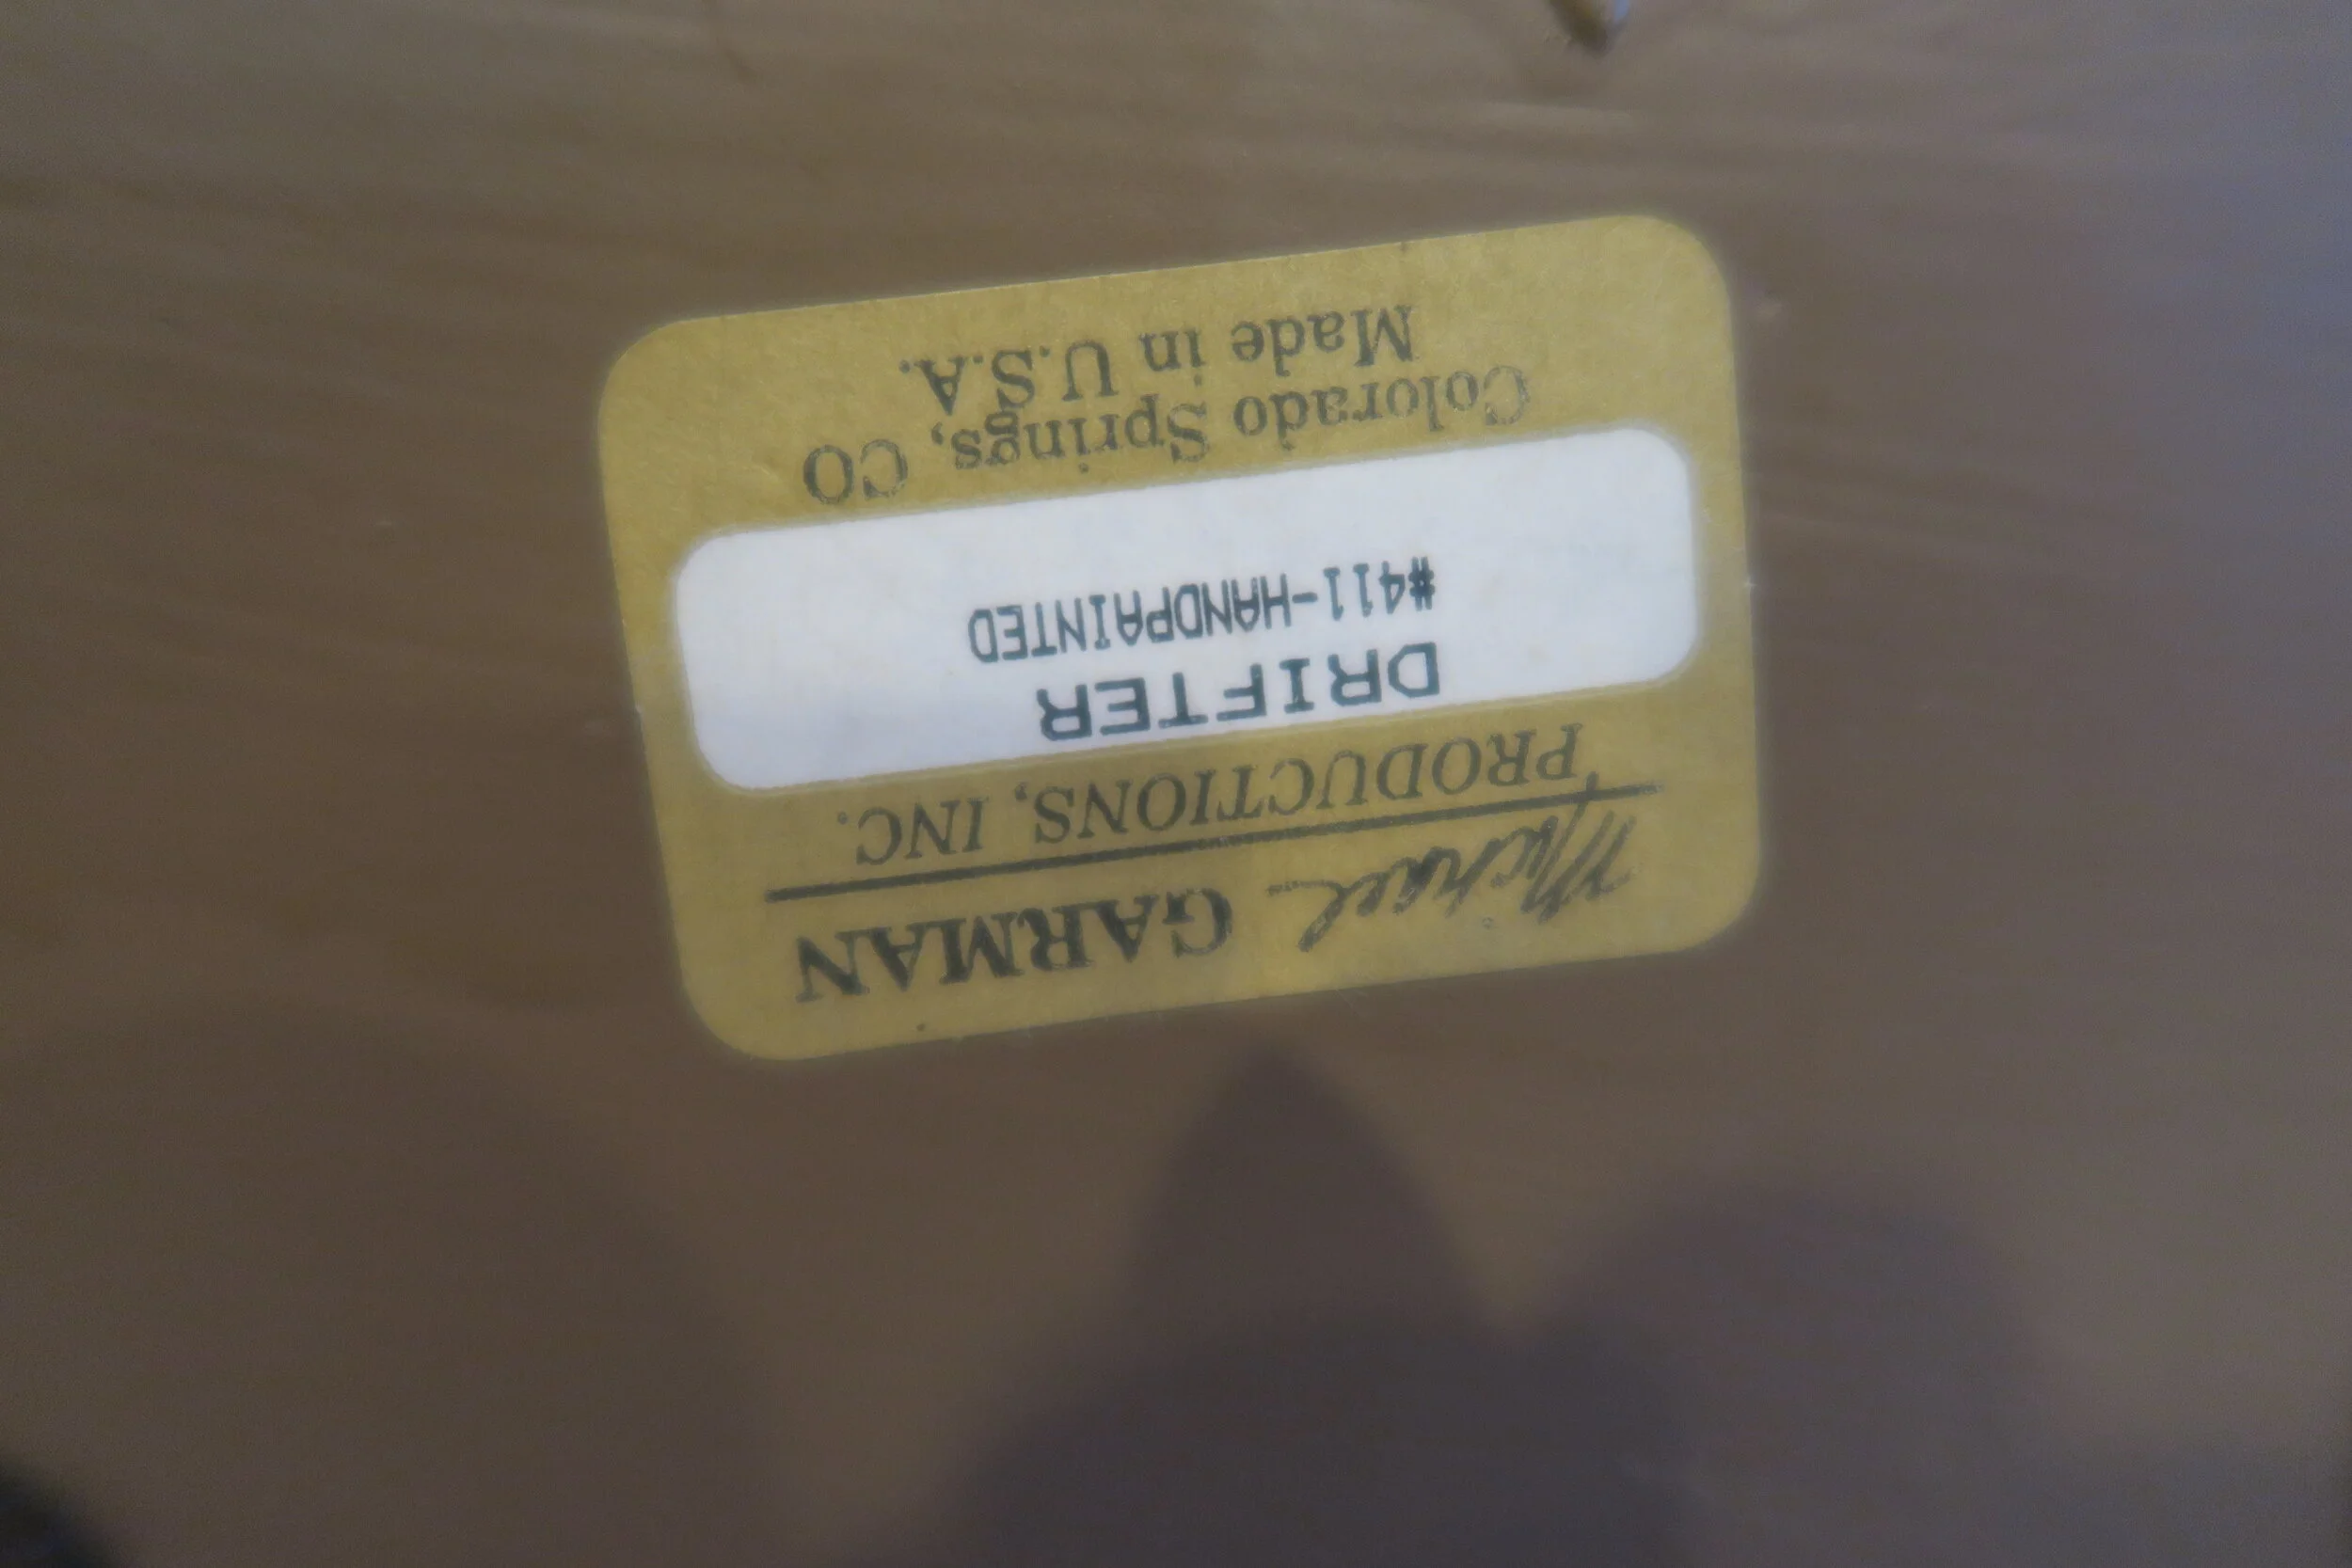 Michael GARMAN
PRODUCTIONS, INC.
DRIFTER
#411-HANDPAINTED
Colorado Springs, CO
Made in U.S.A.